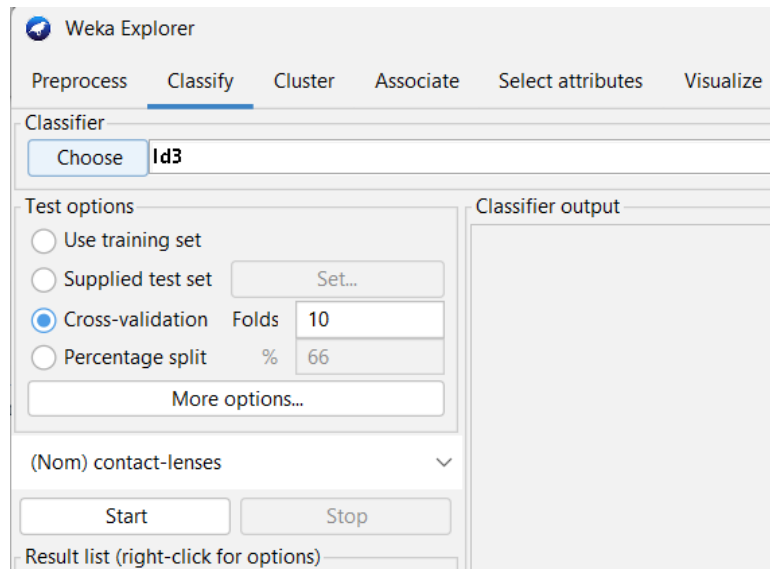 Weka Explorer
Preprocess Classify Cluster Associate Select attributes Visualize
Classifier
Choose Id3
Test options
Use training set
Supplied test set Set...
Cross-validation Folds 10
Percentage split % 66
More options...
(Nom) contact-lenses
Start Stop
Result list (right-click for options)
Classifier output